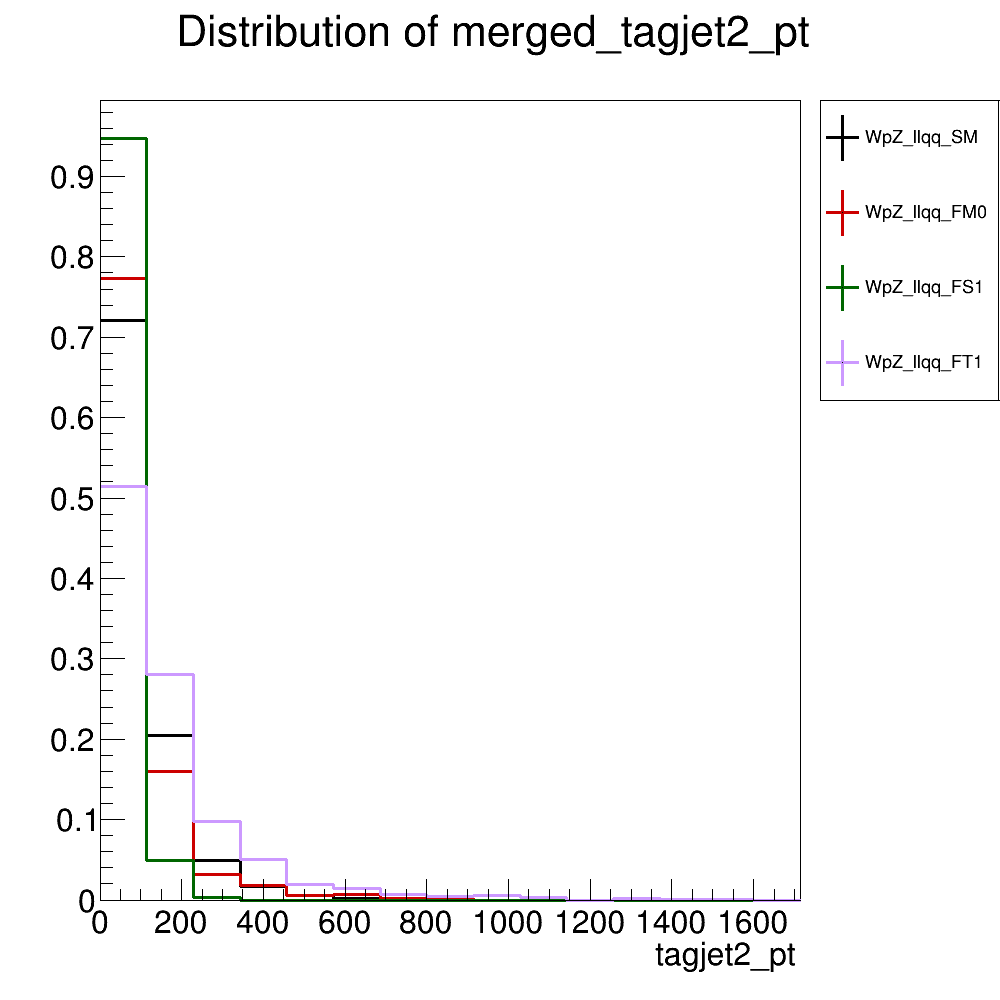 Distribution of merged_tagjet2_pt
WpZ_llqq_SM
WpZ_llqq_FM0
WpZ_llqq_FS1
WpZ_llqq_FT1
0.9
0.8
0.7
0.6
0.5
0.4
0.3
0.2
0.1
0
0 200 400 600 800 1000 1200 1400 1600
tagjet2_pt